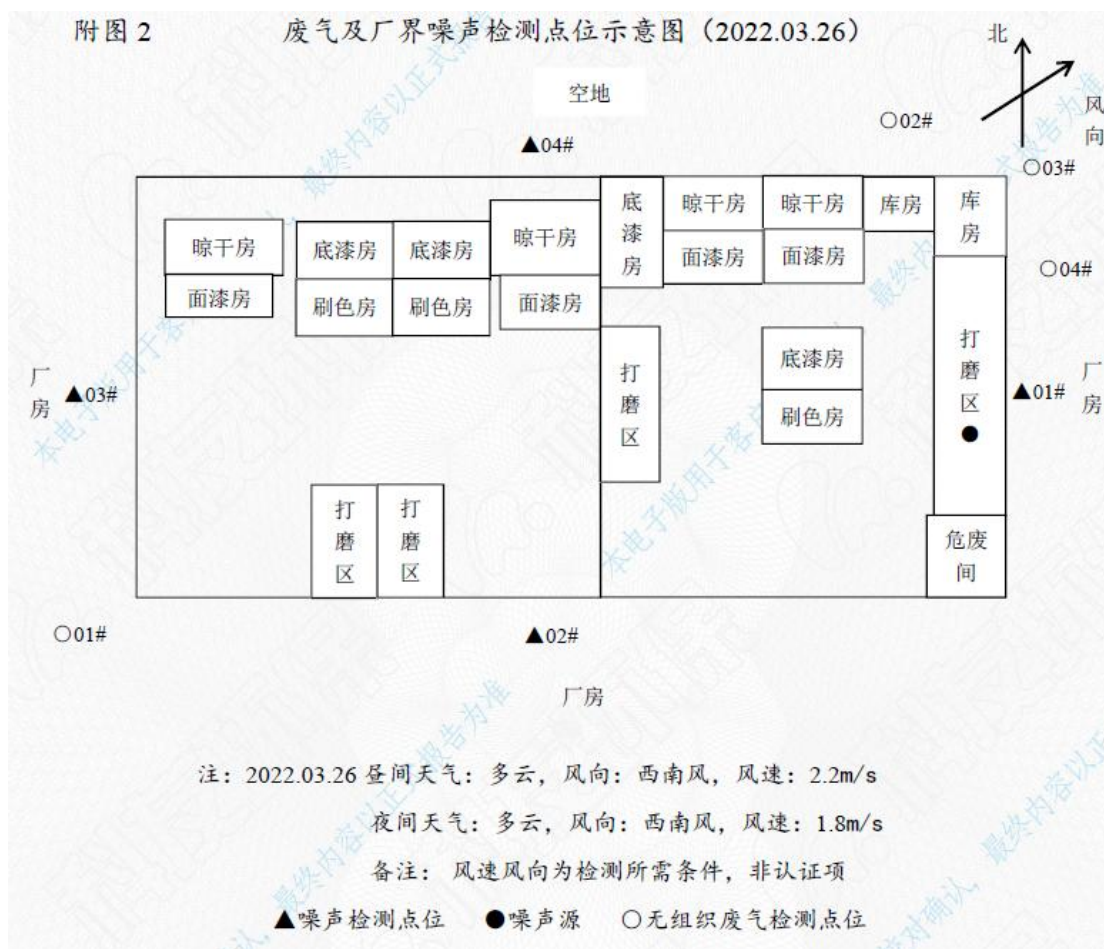 附图 2 废气及厂界噪声检测点位示意图（2022.03.26）
北
空地
风向
○02#
▲04#
○03#
底漆房
晾干房
晾干房
库房
库房
晾干房
底漆房
底漆房
晾干房
面漆房
面漆房
○04#
面漆房
刷色房
刷色房
面漆房
打磨区
底漆房
打磨区●
厂房
▲03#
▲01#
厂房
刷色房
打磨区
打磨区
危废间
○01#
▲02#
厂房
注：2022.03.26 昼间天气：多云，风向：西南风，风速：2.2m/s
夜间天气：多云，风向：西南风，风速：1.8m/s
备注： 风速风向为检测所需条件，非认证项
▲噪声检测点位 ●噪声源 ○无组织废气检测点位